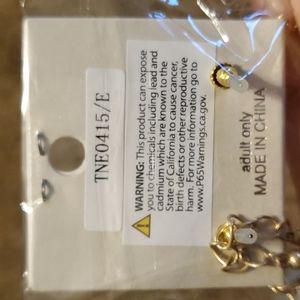 TNE0415/E
WARNING: This product can expose
you to chemicals including lead and
cadmium which are known to the
State of California to cause cancer,
birth defects or other reproductive
harm. For more information go to
www.P65Warnings.ca.gov.
adult only
MADE IN CHINA